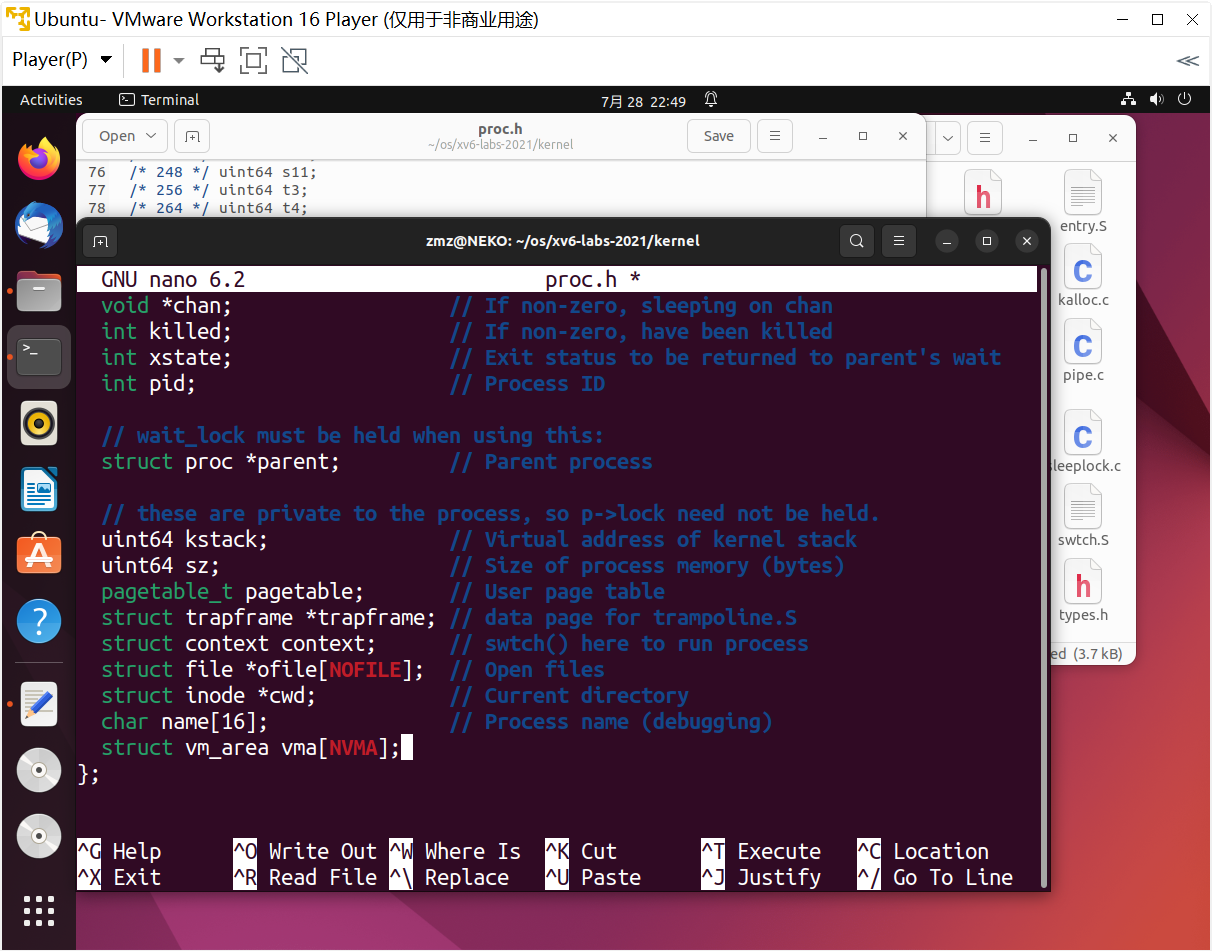 Ubuntu- VMware Workstation 16 Player (仅用于非商业用途)
Player(P)
Activities
Terminal
7月 28 22:49
Open
proc.h
~/os/xv6-labs-2021/kernel
Save
76 /* 248 */ uint64 s11;
77 /* 256 */ uint64 t3;
78 /* 264 */ uint64 t4;
entry.S
kalloc.c
pipe.c
sleeplock.c
swtch.S
types.h
ed (3.7 kB)
zmz@NEKO: ~/os/xv6-labs-2021/kernel
GNU nano 6.2 proc.h *
void *chan; // If non-zero, sleeping on chan
int killed; // If non-zero, have been killed
int xstate; // Exit status to be returned to parent's wait
int pid; // Process ID
// wait_lock must be held when using this:
struct proc *parent; // Parent process
// these are private to the process, so p->lock need not be held.
uint64 kstack; // Virtual address of kernel stack
uint64 sz; // Size of process memory (bytes)
pagetable_t pagetable; // User page table
struct trapframe *trapframe; // data page for trampoline.S
struct context context; // swtch() here to run process
struct file *ofile[NOFILE]; // Open files
struct inode *cwd; // Current directory
char name[16]; // Process name (debugging)
struct vm_area vma[NVMA];
};
^G Help ^O Write Out ^W Where Is ^K Cut ^T Execute ^C Location
^X Exit ^R Read File ^\ Replace ^U Paste ^J Justify ^/ Go To Line